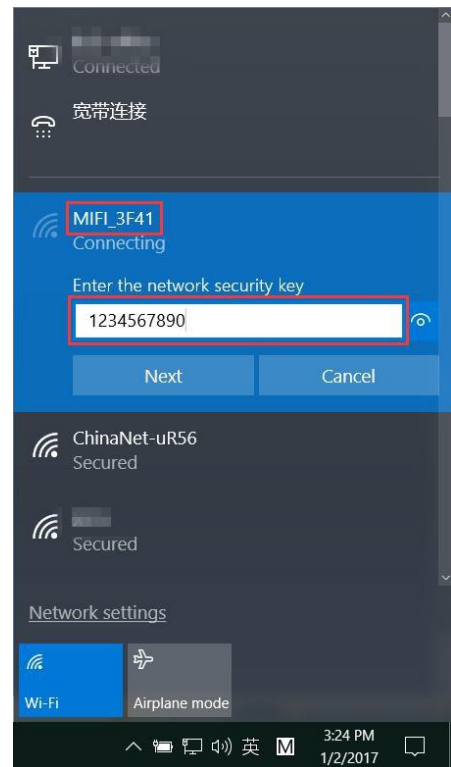 Connected
宽带连接
MIFI_3F41
Connecting
Enter the network security key
1234567890
Next
Cancel
ChinaNet-uR56
Secured
Secured
Network settings
Wi-Fi
Airplane mode
英 M 3:24 PM
1/2/2017